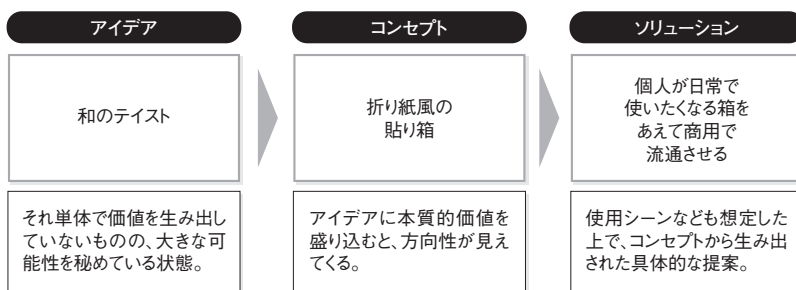 アイデア
和のテイスト
それ単体で価値を生み出し
ていないものの、大きな可
能性を秘めている状態。
コンセプト
折り紙風の
貼り箱
アイデアに本質的価値を
盛り込むと、方向性が見え
てくる。
ソリューション
個人が日常で
使いたくなる箱を
あえて商用で
流通させる
使用シーンなども想定した
上で、コンセプトから生み出
された具体的な提案。